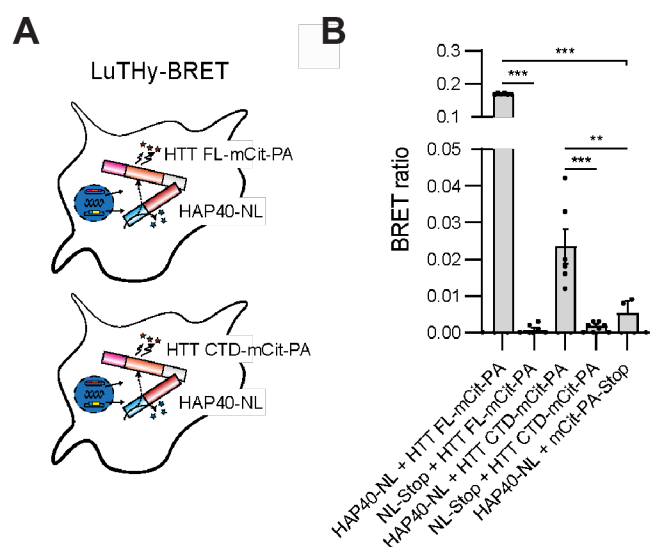 A
LuTHy-BRET
HTT FL-mCit-PA
HAP40-NL
HTT CTD-mCit-PA
HAP40-NL
B
BRET ratio
0.3
0.2
0.1
0.05
0.04
0.03
0.02
0.01
0.00
***
***
**
***
HAP40-NL + HTT FL-mCit-PA
NL-Stop + HTT FL-mCit-PA
HAP40-NL + HTT CTD-mCit-PA
NL-Stop + HTT CTD-mCit-PA
HAP40-NL + mCit-PA-Stop